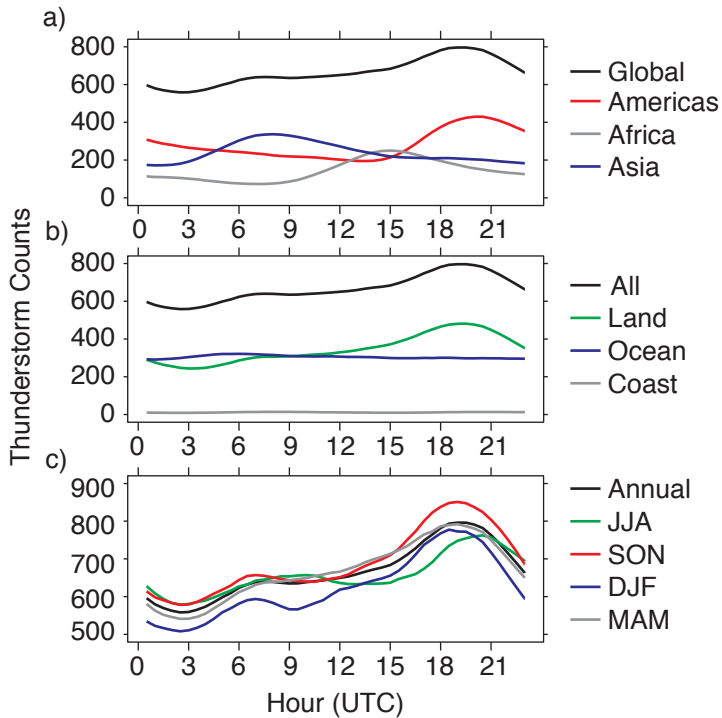 a)
800
600
400
200
0
0 3 6 9 12 15 18 21
Global
Americas
Africa
Asia
b)
800
600
400
200
0
0 3 6 9 12 15 18 21
All
Land
Ocean
Coast
Thunderstorm Counts
c)
900
800
700
600
500
0 3 6 9 12 15 18 21
Annual
JJA
SON
DJF
MAM
Hour (UTC)